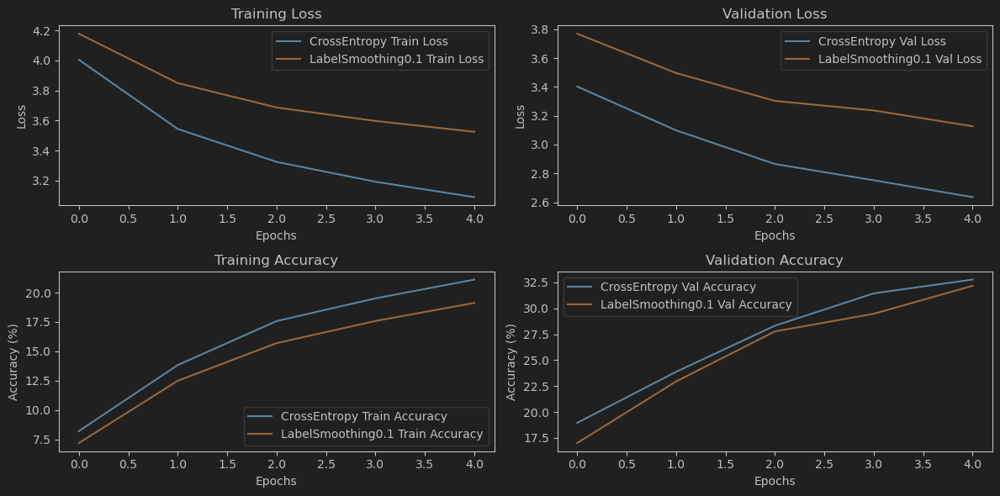 Training Loss
4.2
4.0
3.8
3.6
3.4
3.2
Loss
CrossEntropy Train Loss
LabelSmoothing0.1 Train Loss
0.0 0.5 1.0 1.5 2.0 2.5 3.0 3.5 4.0
Epochs
Validation Loss
3.8
3.6
3.4
3.2
3.0
2.8
2.6
Loss
CrossEntropy Val Loss
LabelSmoothing0.1 Val Loss
0.0 0.5 1.0 1.5 2.0 2.5 3.0 3.5 4.0
Epochs
Training Accuracy
20.0
17.5
15.0
12.5
10.0
7.5
Accuracy (%)
CrossEntropy Train Accuracy
LabelSmoothing0.1 Train Accuracy
0.0 0.5 1.0 1.5 2.0 2.5 3.0 3.5 4.0
Epochs
Validation Accuracy
32.5
30.0
27.5
25.0
22.5
20.0
17.5
Accuracy (%)
CrossEntropy Val Accuracy
LabelSmoothing0.1 Val Accuracy
0.0 0.5 1.0 1.5 2.0 2.5 3.0 3.5 4.0
Epochs